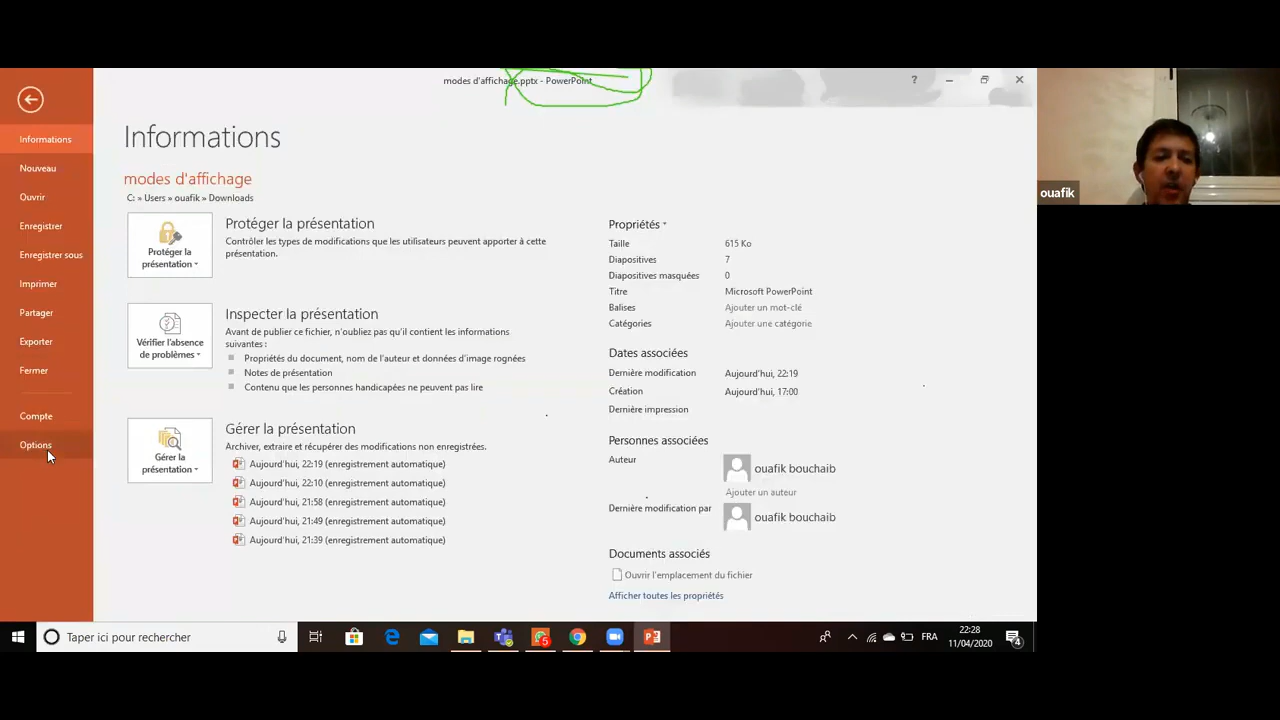 modes d'affichage.pptx - PowerPoint
?
Informations
Nouveau
Ouvrir
Enregistrer
Enregistrer sous
Imprimer
Partager
Exporter
Fermer
Compte
Options
Informations
modes d'affichage
C: » Users » ouafik » Downloads
Protéger la
présentation
Protéger la présentation
Contrôler les types de modifications que les utilisateurs peuvent apporter à cette
présentation.
Vérifier l'absence
de problèmes
Inspecter la présentation
Avant de publier ce fichier, n'oubliez pas qu'il contient les informations
suivantes :
Propriétés du document, nom de l'auteur et données d'image rognées
Notes de présentation
Contenu que les personnes handicapées ne peuvent pas lire
Gérer la
présentation
Gérer la présentation
Archiver, extraire et récupérer des modifications non enregistrées.
Aujourd'hui, 22:19 (enregistrement automatique)
Aujourd'hui, 22:10 (enregistrement automatique)
Aujourd'hui, 21:58 (enregistrement automatique)
Aujourd'hui, 21:49 (enregistrement automatique)
Aujourd'hui, 21:39 (enregistrement automatique)
Propriétés
Taille 615 Ko
Diapositives 7
Diapositives masquées 0
Titre Microsoft PowerPoint
Balises Ajouter un mot-clé
Catégories Ajouter une catégorie
Dates associées
Dernière modification Aujourd'hui, 22:19
Création Aujourd'hui, 17:00
Dernière impression
Personnes associées
Auteur ouafik bouchaib
Ajouter un auteur
Dernière modification par ouafik bouchaib
Documents associés
Ouvrir l'emplacement du fichier
Afficher toutes les propriétés
ouafik
Taper ici pour rechercher
5
FRA
22:28
11/04/2020
4